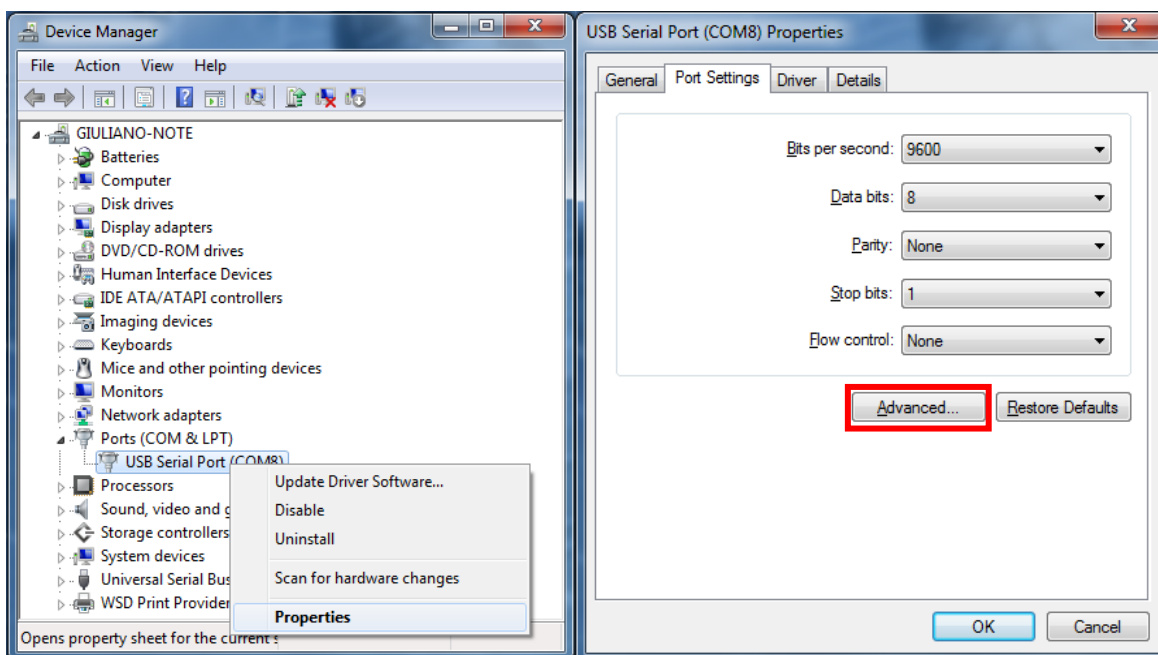 Device Manager
File Action View Help
GIULIANO-NOTE
Batteries
Computer
Disk drives
Display adapters
DVD/CD-ROM drives
Human Interface Devices
IDE ATA/ATAPI controllers
Imaging devices
Keyboards
Mice and other pointing devices
Monitors
Network adapters
Ports (COM & LPT)
USB Serial Port (COM8)
Processors
Sound, video and g
Storage controllers
System devices
Universal Serial Bus
WSD Print Provider
Update Driver Software...
Disable
Uninstall
Scan for hardware changes
Properties
Opens property sheet for the current s
USB Serial Port (COM8) Properties
General Port Settings Driver Details
Bits per second: 9600
Data bits: 8
Parity: None
Stop bits: 1
Flow control: None
Advanced... Restore Defaults
OK Cancel